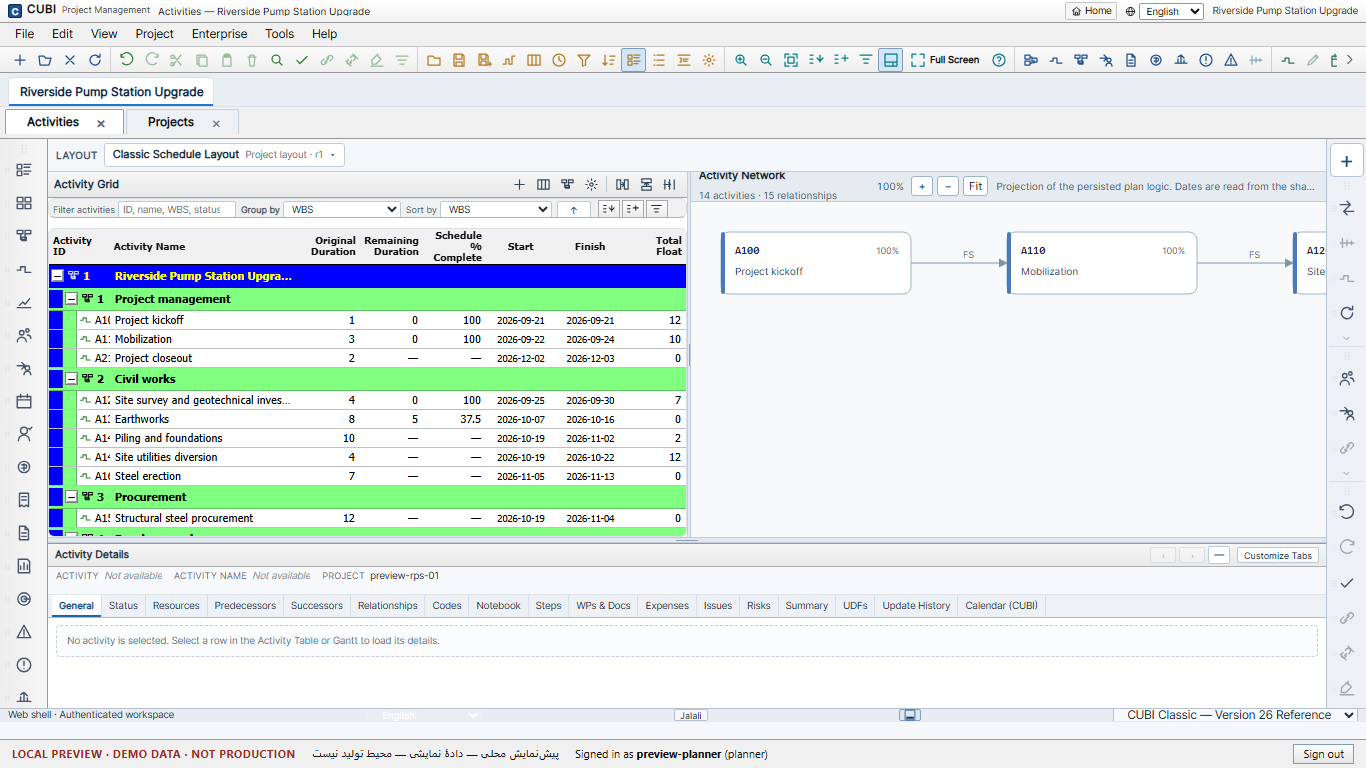 CUBI Project Management Activities — Riverside Pump Station Upgrade Home English Riverside Pump Station Upgrade
File Edit View Project Enterprise Tools Help
Full Screen
Riverside Pump Station Upgrade
Activities Projects
LAYOUT Classic Schedule Layout Project layout · r1
Activity Grid
Filter activities ID, name, WBS, status Group by WBS Sort by WBS
Activity ID Activity Name Original Duration Remaining Duration Schedule % Complete Start Finish Total Float
1 Riverside Pump Station Upgra...
1 Project management
A10 Project kickoff 1 0 100 2026-09-21 2026-09-21 12
A11 Mobilization 3 0 100 2026-09-22 2026-09-24 10
A21 Project closeout 2 — — 2026-12-02 2026-12-03 0
2 Civil works
A12 Site survey and geotechnical inves... 4 0 100 2026-09-25 2026-09-30 7
A13 Earthworks 8 5 37.5 2026-10-07 2026-10-16 0
A14 Piling and foundations 10 — — 2026-10-19 2026-11-02 2
A14 Site utilities diversion 4 — — 2026-10-19 2026-10-22 12
A16 Steel erection 7 — — 2026-11-05 2026-11-13 0
3 Procurement
A15 Structural steel procurement 12 — — 2026-10-19 2026-11-04 0
Activity Network
14 activities · 15 relationships 100% + − Fit Projection of the persisted plan logic. Dates are read from the sha...
A100 100% FS A110 100% FS A12
Project kickoff Mobilization Site
Activity Details Customize Tabs
ACTIVITY Not available ACTIVITY NAME Not available PROJECT preview-rps-01
General Status Resources Predecessors Successors Relationships Codes Notebook Steps WPs & Docs Expenses Issues Risks Summary UDFs Update History Calendar (CUBI)
No activity is selected. Select a row in the Activity Table or Gantt to load its details.
Web shell · Authenticated workspace English Jalali CUBI Classic — Version 26 Reference
LOCAL PREVIEW · DEMO DATA · NOT PRODUCTION پیش‌نمایش محلی — دادهٔ نمایشی — محیط تولید نیست Signed in as preview-planner (planner) Sign out